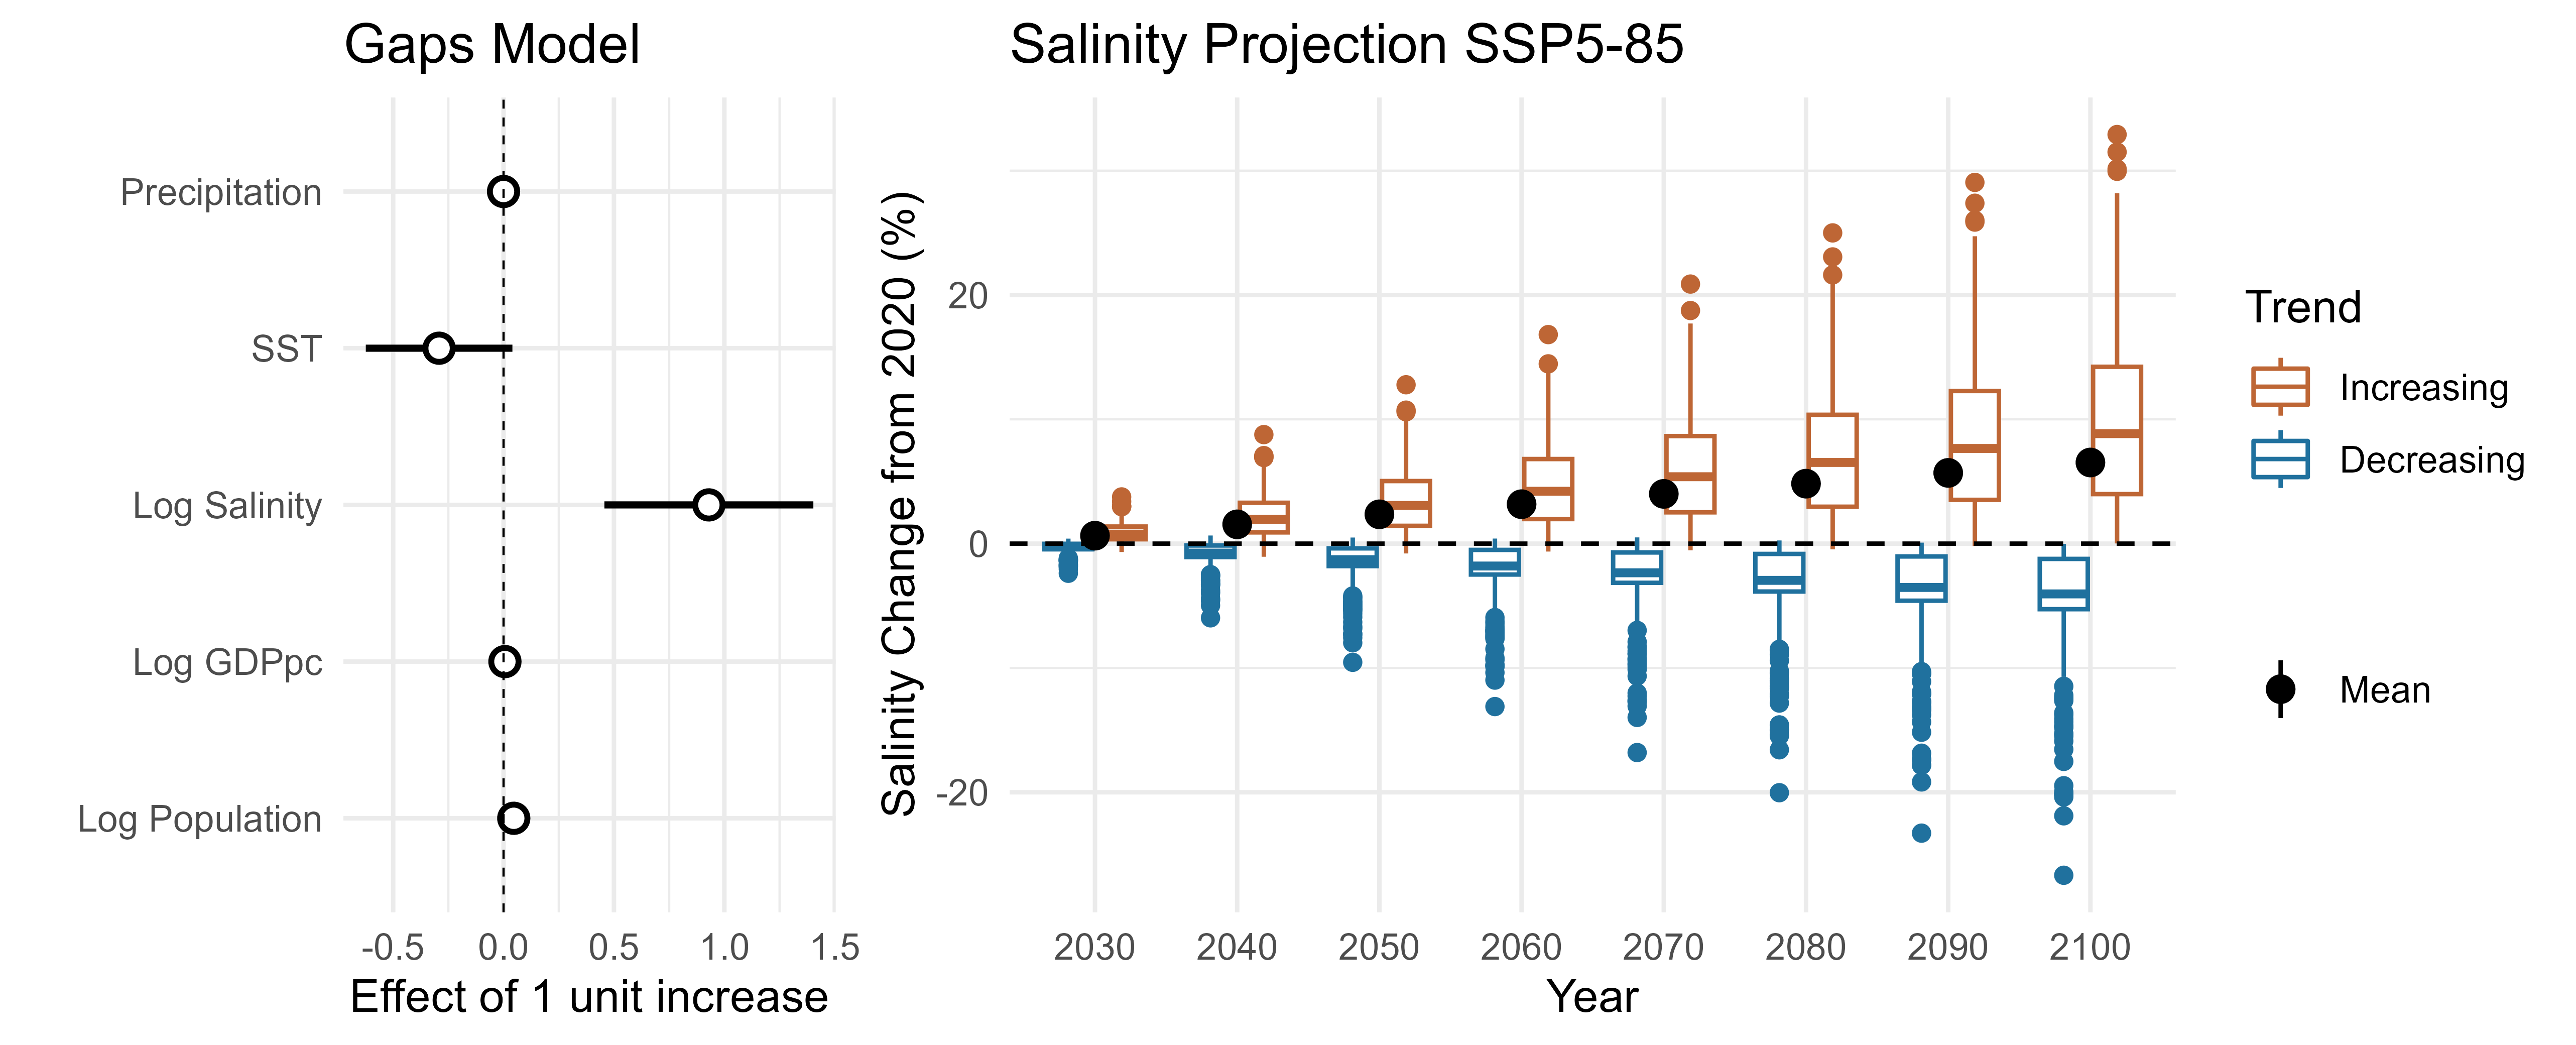 Gaps Model
Precipitation
SST
Log Salinity
Log GDPpc
Log Population
-0.5 0.0 0.5 1.0 1.5
Effect of 1 unit increase
Salinity Projection SSP5-85
Salinity Change from 2020 (%)
20
0
-20
2030 2040 2050 2060 2070 2080 2090 2100
Year
Trend
Increasing
Decreasing
Mean